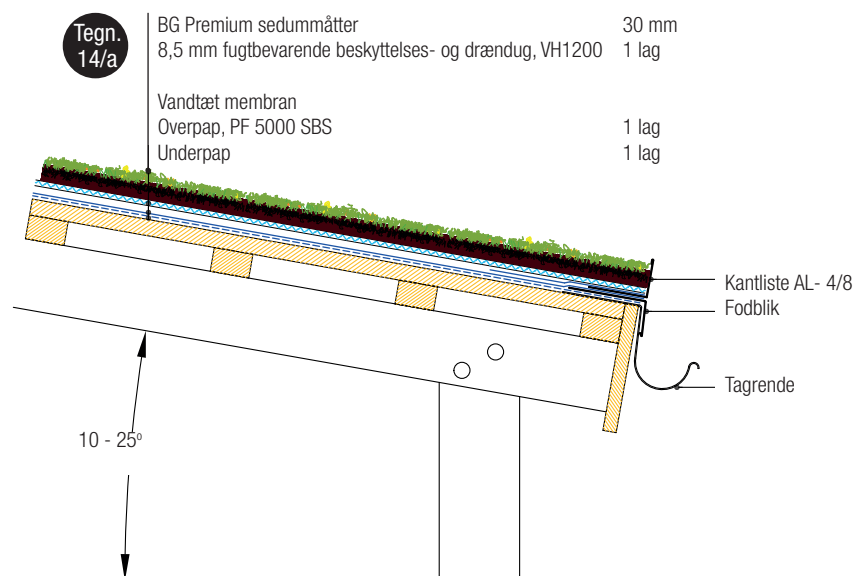 Tegn.
14/a
BG Premium sedummåtter 30 mm
8,5 mm fugtbevarende beskyttelses- og drændug, VH1200 1 lag
Vandtæt membran
Overpap, PF 5000 SBS 1 lag
Underpap 1 lag
Kantliste AL- 4/8
Fodblik
Tagrende
10 - 25º